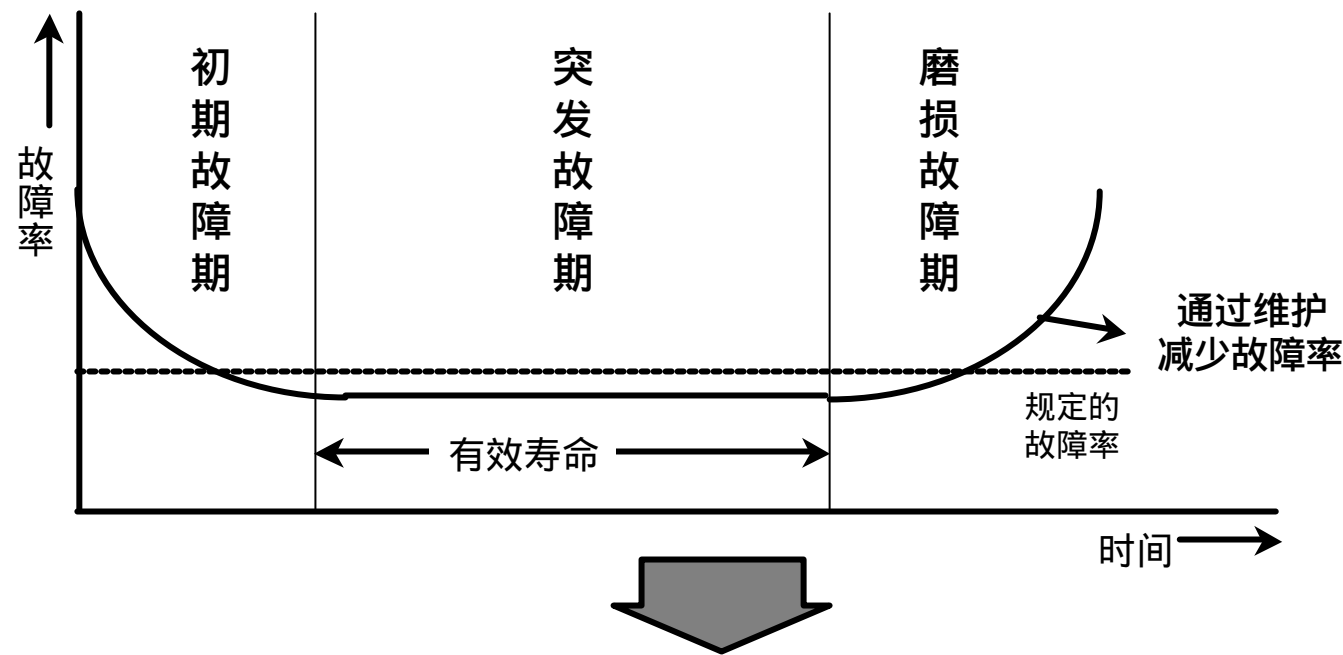 故障率
初期故障期
突发故障期
磨损故障期
通过维护
减少故障率
规定的
故障率
有效寿命
时间